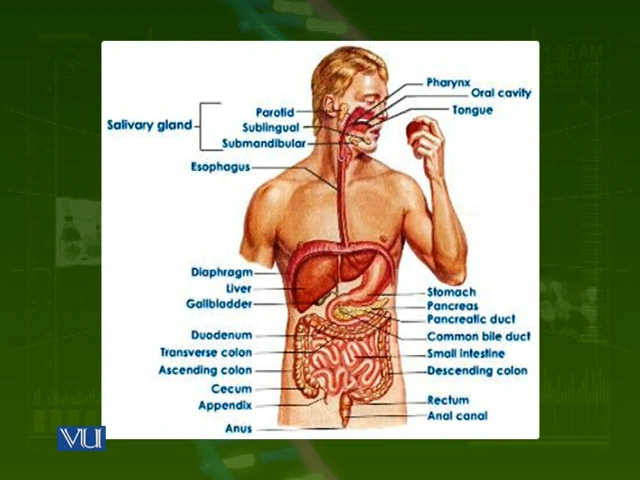 Pharynx
Oral cavity
Tongue
Salivary gland
Parotid
Sublingual
Submandibular
Esophagus
Diaphragm
Liver
Gallbladder
Duodenum
Transverse colon
Ascending colon
Cecum
Appendix
Anus
Stomach
Pancreas
Pancreatic duct
Common bile duct
Small intestine
Descending colon
Rectum
Anal canal
VU